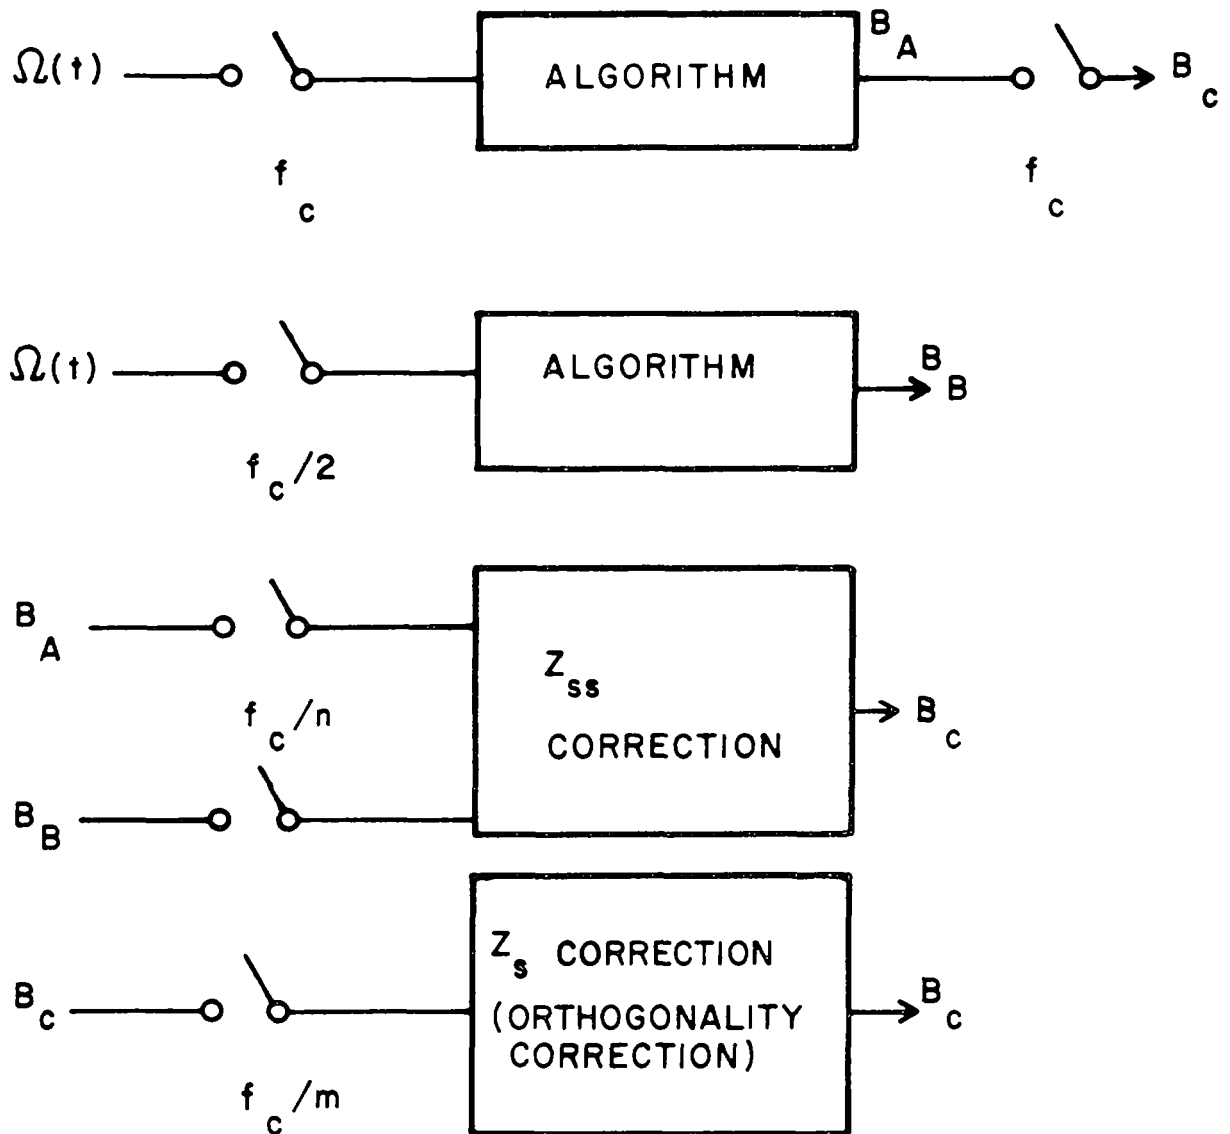 Ω(t) ALGORITHM B_A B_c
f_c f_c
Ω(t) ALGORITHM B_B
f_c/2
B_A
f_c/n
Z_ss
CORRECTION
B_c
B_B
B_c
Z_s CORRECTION
(ORTHOGONALITY
CORRECTION)
B_c
f_c/m